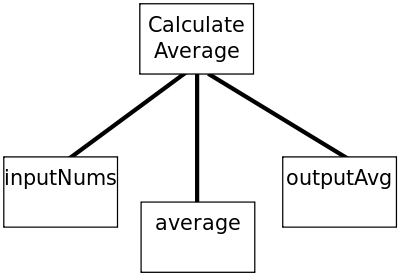 Calculate
Average
inputNums
average
outputAvg